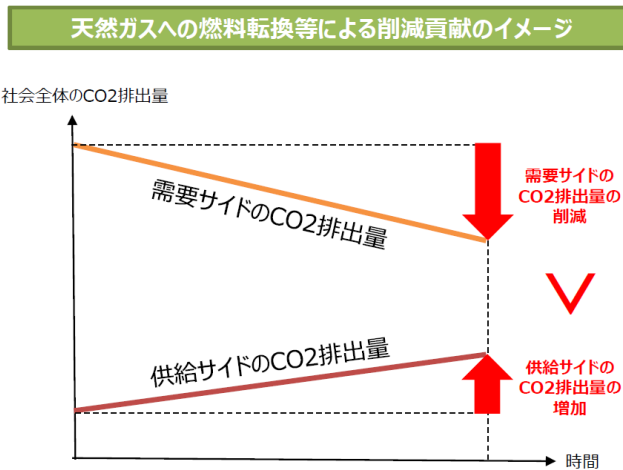 天然ガスへの燃料転換等による削減貢献のイメージ
社会全体のCO2排出量
需要サイドのCO2排出量
需要サイドの
CO2排出量の
削減
供給サイドのCO2排出量
供給サイドの
CO2排出量の
増加
時間